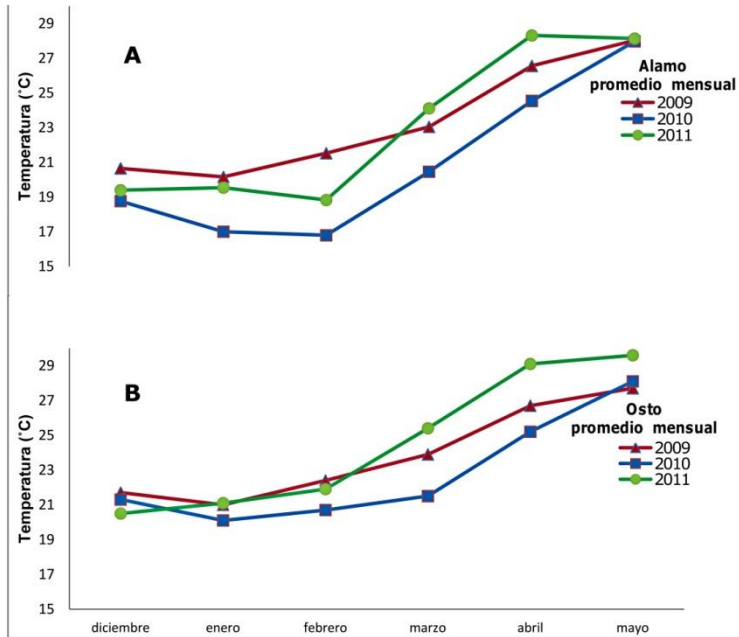 29
27
25
23
21
19
17
15
Temperatura (˚C)
A
Alamo
promedio mensual
2009
2010
2011
29
27
25
23
21
19
17
15
Temperatura (˚C)
B
Osto
promedio mensual
2009
2010
2011
diciembre enero febrero marzo abril mayo